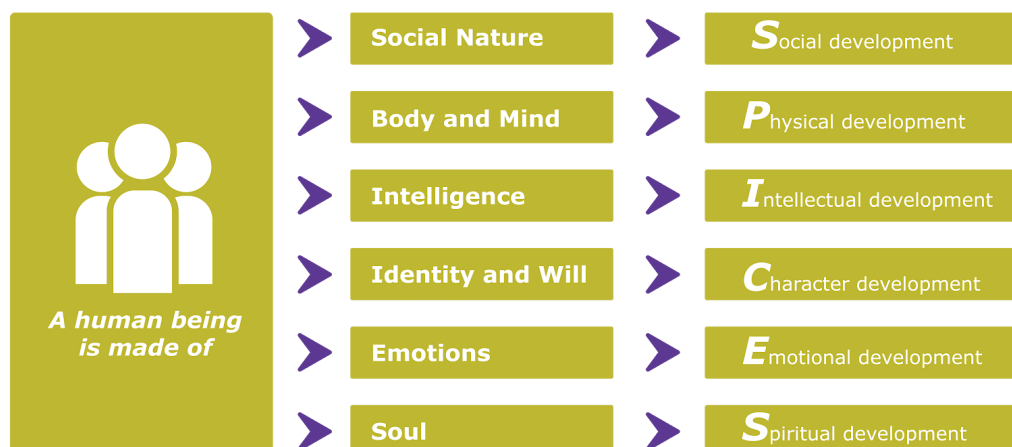 A human being
is made of
Social Nature
Social development
Body and Mind
Physical development
Intelligence
Intellectual development
Identity and Will
Character development
Emotions
Emotional development
Soul
Spiritual development